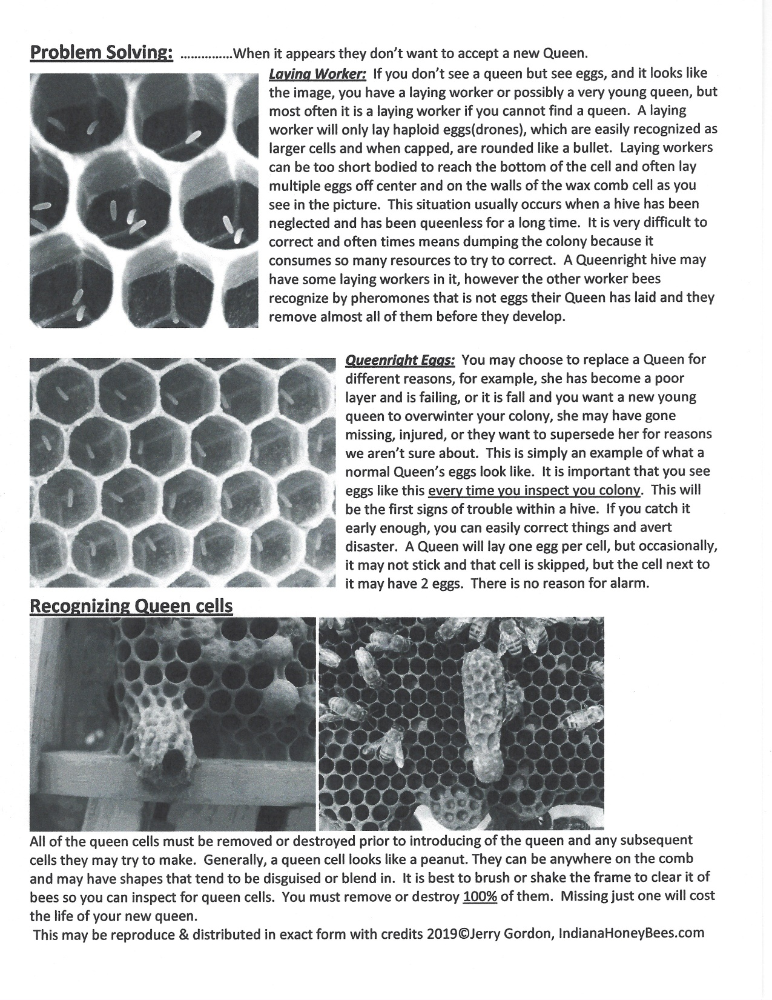 Problem Solving: ...............When it appears they don't want to accept a new Queen.
Laying Worker: If you don't see a queen but see eggs, and it looks like
the image, you have a laying worker or possibly a very young queen, but
most often it is a laying worker if you cannot find a queen. A laying
worker will only lay haploid eggs(drones), which are easily recognized as
larger cells and when capped, are rounded like a bullet. Laying workers
can be too short bodied to reach the bottom of the cell and often lay
multiple eggs off center and on the walls of the wax comb cell as you
see in the picture. This situation usually occurs when a hive has been
neglected and has been queenless for a long time. It is very difficult to
correct and often times means dumping the colony because it
consumes so many resources to try to correct. A Queenright hive may
have some laying workers in it, however the other worker bees
recognize by pheromones that is not eggs their Queen has laid and they
remove almost all of them before they develop.
Queenright Eggs: You may choose to replace a Queen for
different reasons, for example, she has become a poor
layer and is failing, or it is fall and you want a new young
queen to overwinter your colony, she may have gone
missing, injured, or they want to supersede her for reasons
we aren't sure about. This is simply an example of what a
normal Queen's eggs look like. It is important that you see
eggs like this every time you inspect you colony. This will
be the first signs of trouble within a hive. If you catch it
early enough, you can easily correct things and avert
disaster. A Queen will lay one egg per cell, but occasionally,
it may not stick and that cell is skipped, but the cell next to
it may have 2 eggs. There is no reason for alarm.
Recognizing Queen cells
All of the queen cells must be removed or destroyed prior to introducing of the queen and any subsequent
cells they may try to make. Generally, a queen cell looks like a peanut. They can be anywhere on the comb
and may have shapes that tend to be disguised or blend in. It is best to brush or shake the frame to clear it of
bees so you can inspect for queen cells. You must remove or destroy 100% of them. Missing just one will cost
the life of your new queen.
This may be reproduce & distributed in exact form with credits 2019©Jerry Gordon, IndianaHoneyBees.com